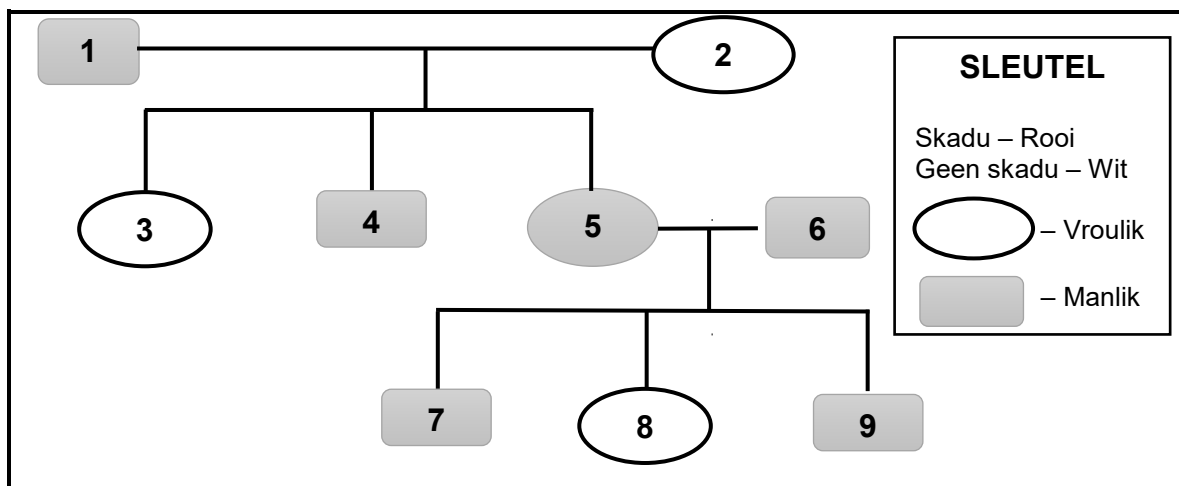 1
2
SLEUTEL
Skadu – Rooi
Geen skadu – Wit
– Vroulik
– Manlik
3
4
5
6
7
8
9